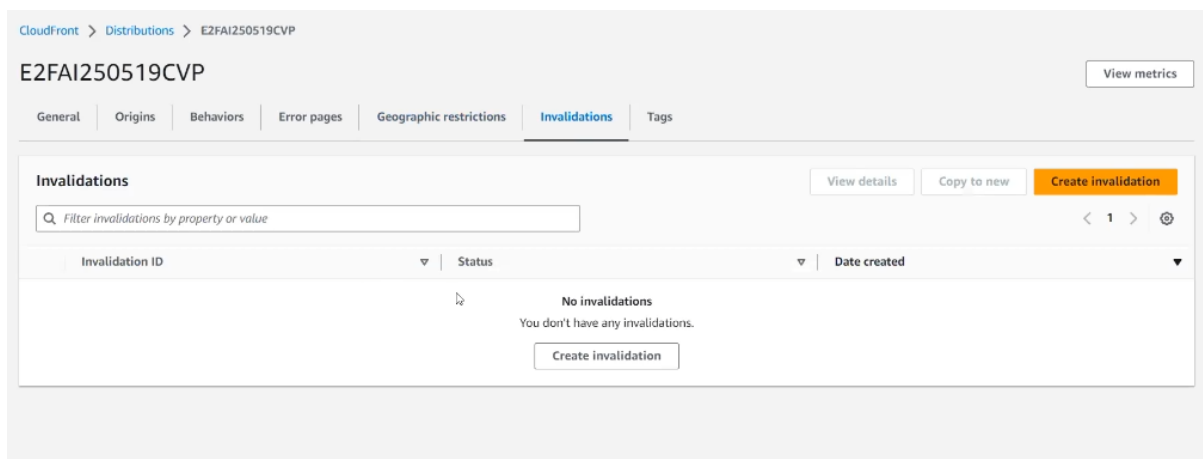 CloudFront > Distributions > E2FAI250519CVP
E2FAI250519CVP
View metrics
General Origins Behaviors Error pages Geographic restrictions Invalidations Tags
Invalidations
View details Copy to new Create invalidation
Filter invalidations by property or value
< 1 >
Invalidation ID Status Date created
No invalidations
You don't have any invalidations.
Create invalidation